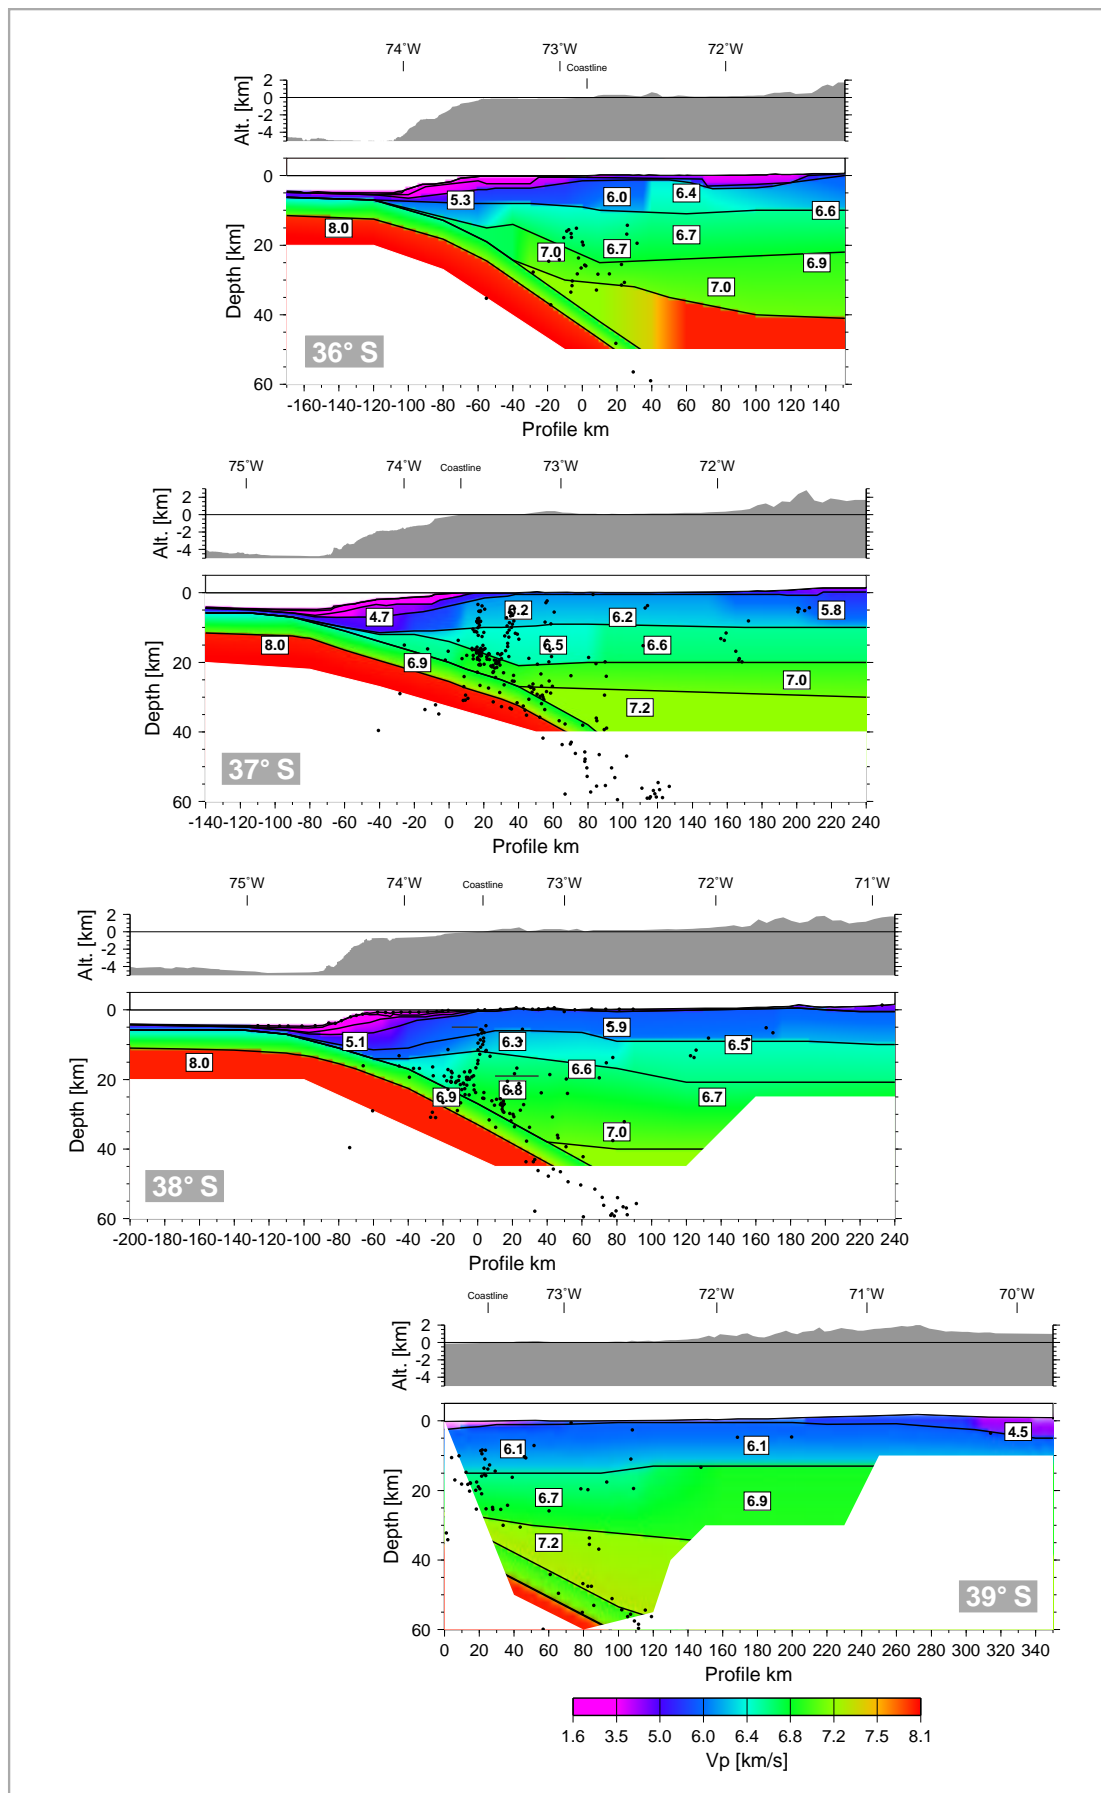 74°W 73°W 72°W
Coastline
Alt. [km]
2
0
-2
-4
Depth [km]
0
20
40
60
5.3 6.0 6.4 6.6
8.0 7.0 6.7 6.7 6.9
7.0
36° S
-160 -140 -120 -100 -80 -60 -40 -20 0 20 40 60 80 100 120 140
Profile km
75°W 74°W Coastline 73°W 72°W
Alt. [km]
2
0
-2
-4
Depth [km]
0
20
40
60
4.7 6.2 5.8
8.0 6.9 6.5 6.6
7.0
7.2
37° S
-140 -120 -100 -80 -60 -40 -20 0 20 40 60 80 100 120 140 160 180 200 220 240
Profile km
75°W 74°W Coastline 73°W 72°W 71°W
Alt. [km]
2
0
-2
-4
Depth [km]
0
20
40
60
5.1 6.3 5.9 6.5
8.0 6.6
6.9 6.8 6.7
7.0
38° S
-200 -180 -160 -140 -120 -100 -80 -60 -40 -20 0 20 40 60 80 100 120 140 160 180 200 220 240
Profile km
Coastline 73°W 72°W 71°W 70°W
Alt. [km]
2
0
-2
-4
Depth [km]
0
20
40
60
6.1 6.1 4.5
6.7 6.9
7.2
39° S
0 20 40 60 80 100 120 140 160 180 200 220 240 260 280 300 320 340
Profile km
1.6 3.5 5.0 6.0 6.4 6.8 7.2 7.5 8.1
Vp [km/s]